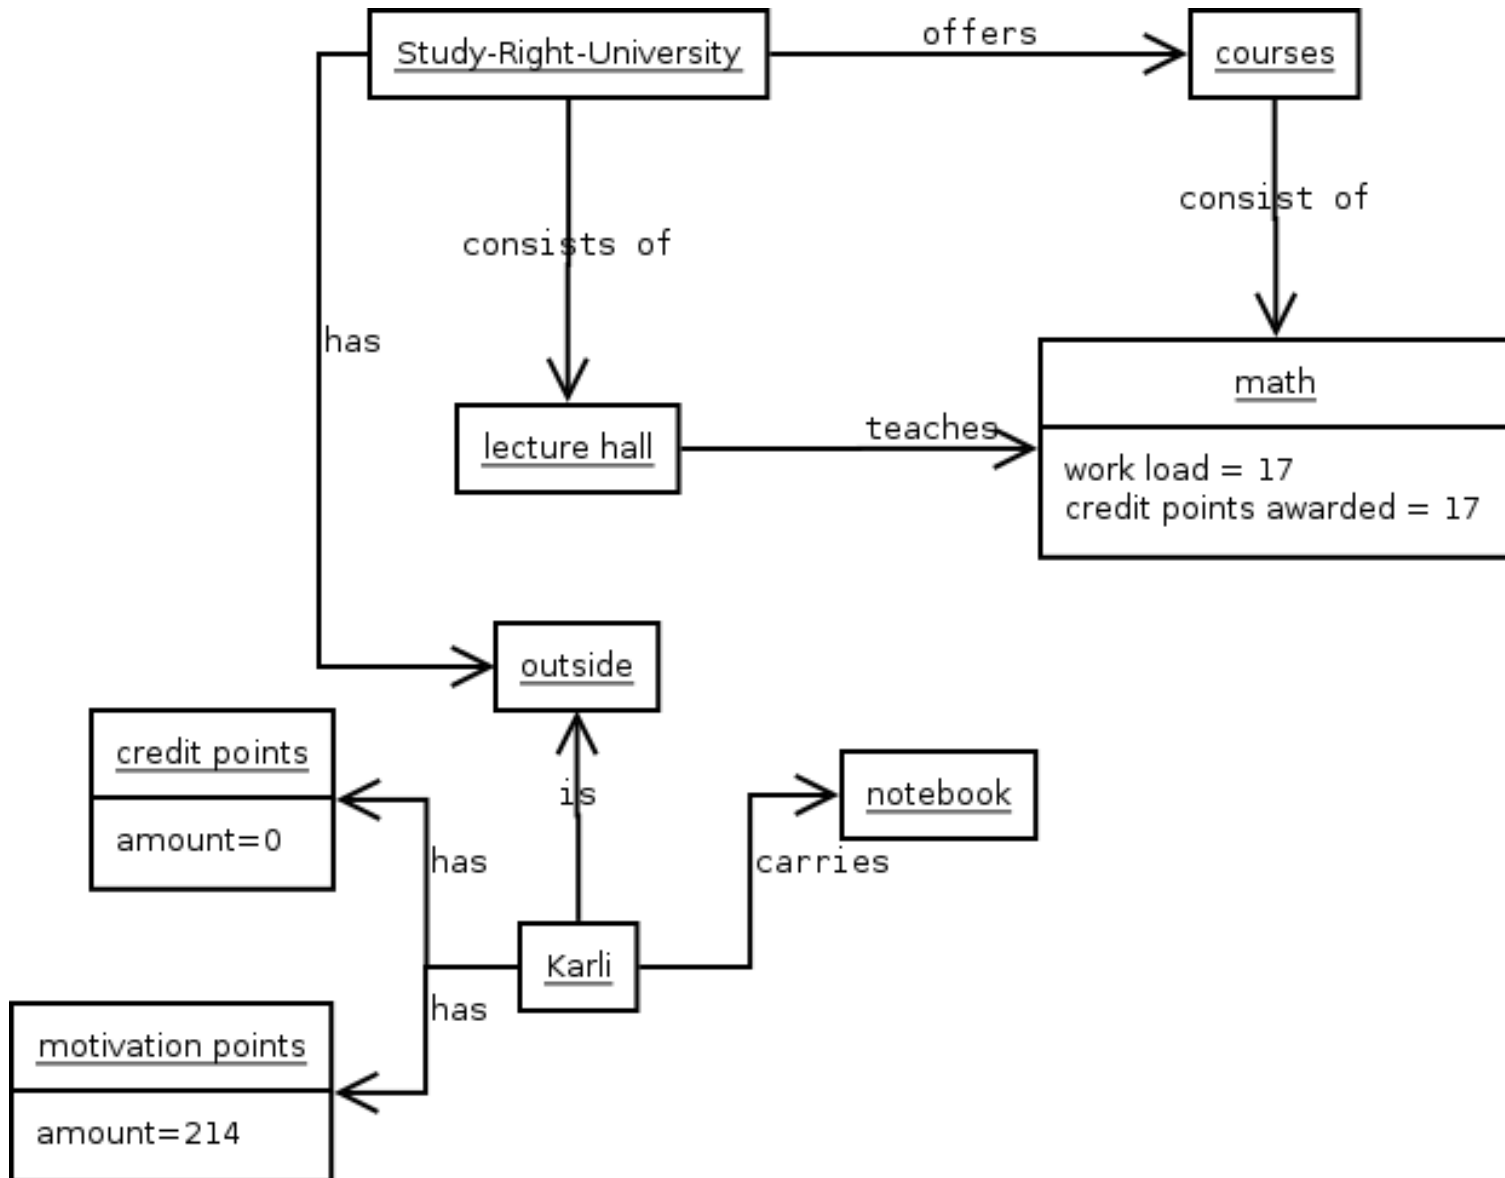 Study-Right-University
offers
courses
consists of
consist of
has
math
work load = 17
credit points awarded = 17
lecture hall
teaches
outside
credit points
amount=0
is
notebook
has
carries
Karli
has
motivation points
amount=214